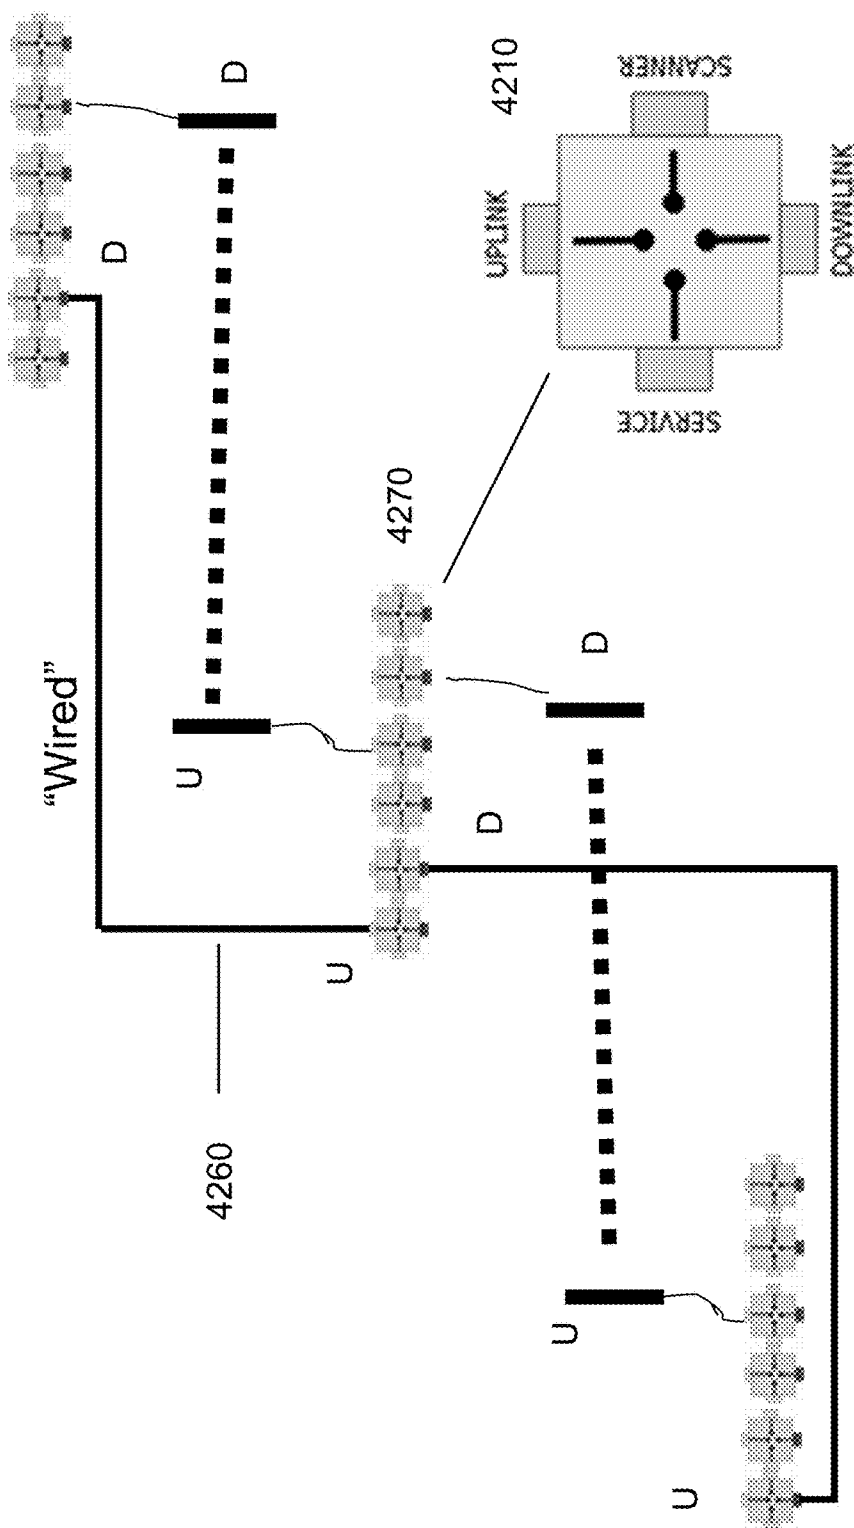 “Wired”
D
U
4260
D
U
4270
D
UPLINK
4210
U
D
SERVICE
SCANNER
U
DOWNLINK